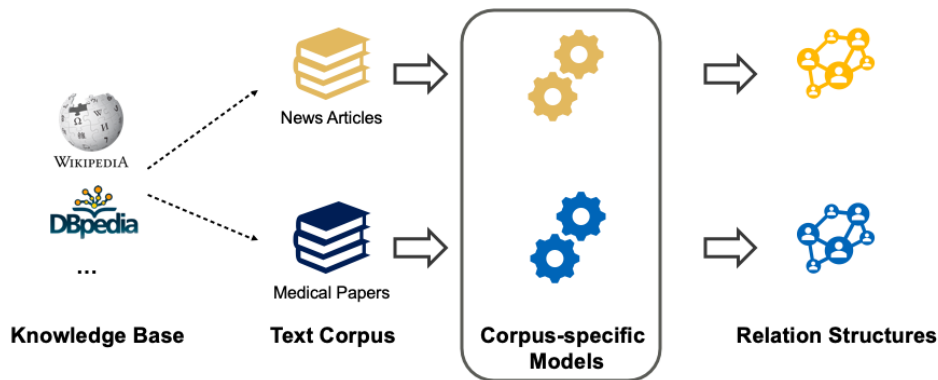 News Articles
WIKIPEDIA
DBpedia
...
Medical Papers
Knowledge Base
Text Corpus
Corpus-specific
Models
Relation Structures